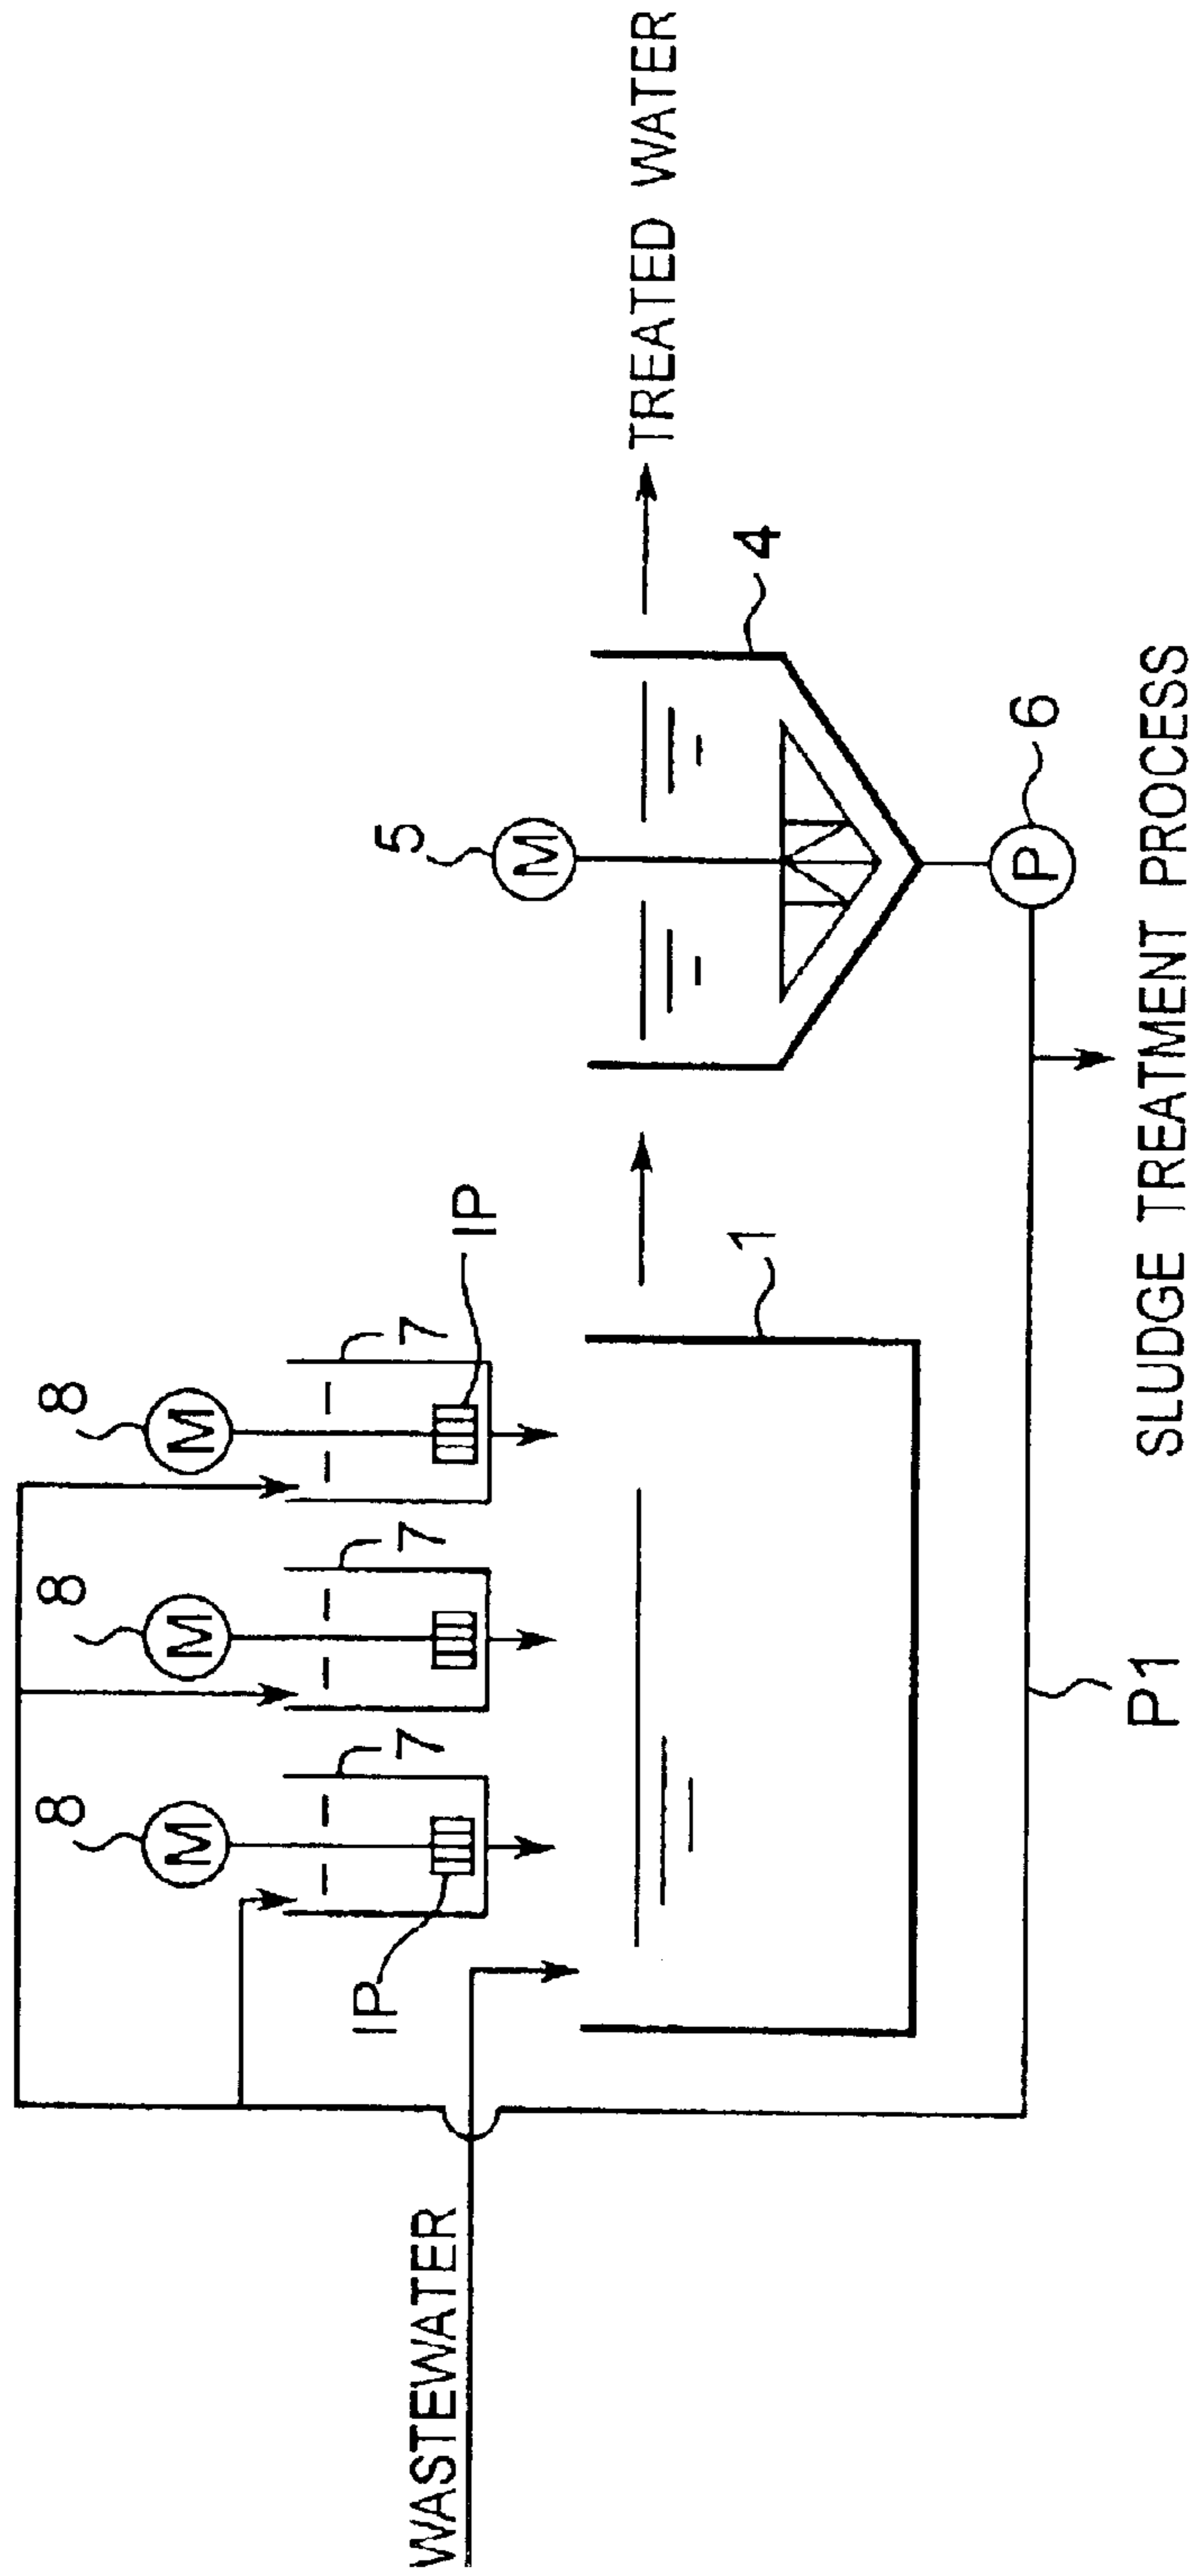 8
8
8
M
M
M
7
7
7
IP
IP
WASTEWATER
5
M
TREATED WATER
1
4
6
P
P1
SLUDGE TREATMENT PROCESS